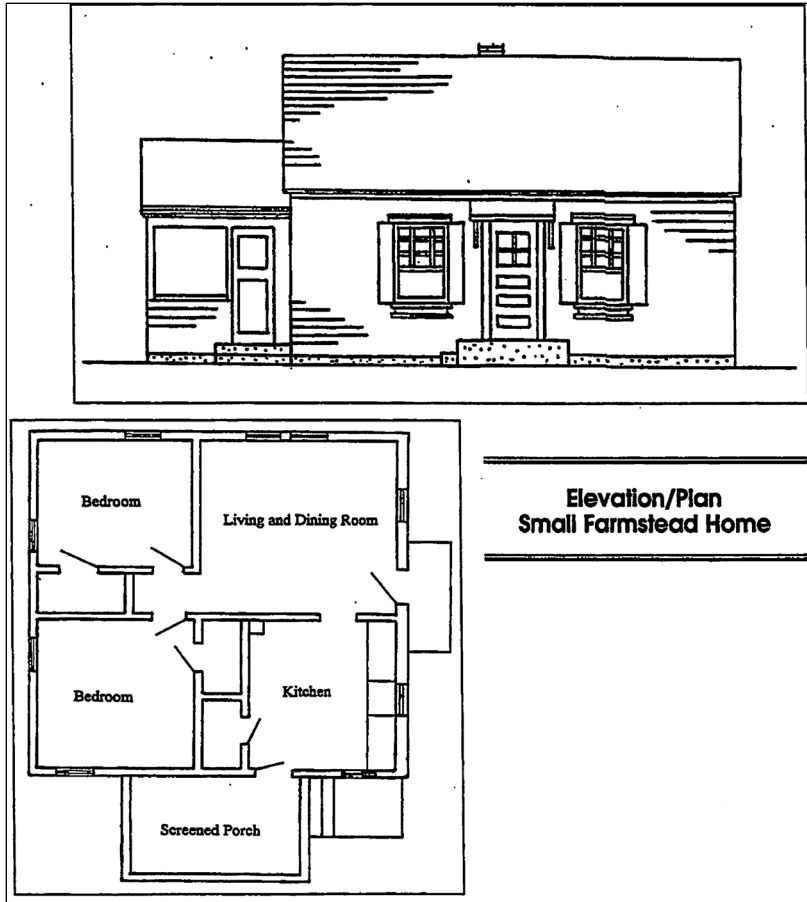 Elevation/Plan
Small Farmstead Home
Bedroom
Living and Dining Room
Bedroom
Kitchen
Screened Porch